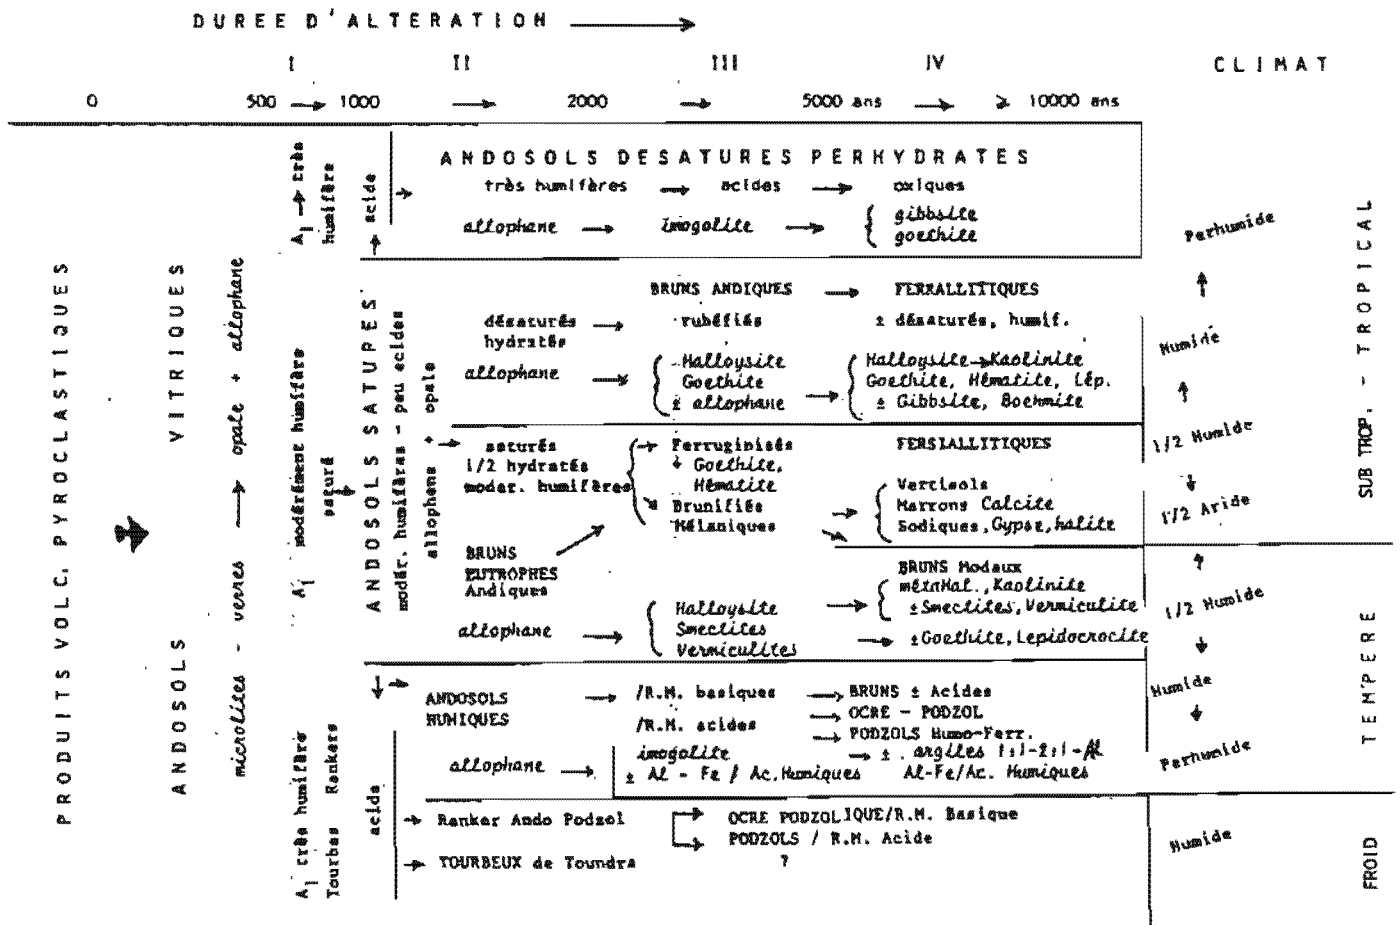 DUREE D'ALTERATION
I II III IV CLIMAT
0 500 → 1000 → 2000 → 5000 ans → ⩾ 10000 ans
PRODUITS VOLC. PYROCLASTIQUES
ANDOSOLS VITRIQUES
microlites - verres → opale + allophane
A₁ → très
humifère
→ acide
A₁ modérément humifère
saturé
A₁ très humifère
Tourbes Rankers
acide
ANDOSOLS SATURES
modér. humifères - peu acides
allophane + opale
ANDOSOLS DESATURES PERHYDRATES
très humifères → acides → oxiques
allophane → imogolite → gibbsite
goethite
BRUNS ANDIQUES → FERRALLITIQUES
désaturés → rubéfiés ± désaturés, humif.
hydratés
allophane → Halloysite Halloysite → Kaolinite
Goethite → Goethite, Hématite, Lép.
± allophane ± Gibbsite, Boehmite
saturés → Ferruginisés FERSIALLITIQUES
1/2 hydratés Goethite,
moder. humifères Hématite Vertisols
Brunifiés → Marrons Calcite
Mélaniques Sodiques, Gypse, halite
BRUNS
EUTROPHES
Andiques
BRUNS Modaux
métaHal., Kaolinite
Halloysite → ± Smectites, Vermiculite
allophane → Smectites
Vermiculites → ± Goethite, Lepidocrocite
ANDOSOLS → /R.M. basiques → BRUNS ± Acides
HUMIQUES /R.M. acides → OCRE - PODZOL
→ PODZOLS Humo-Ferr.
allophane → imogolite → ± argiles 1:1-2:1-Al
± Al - Fe / Ac. Humiques Al-Fe/Ac. Humiques
→ Ranker Ando Podzol OCRE PODZOLIQUE/R.M. Basique
PODZOLS / R.M. Acide
→ TOURBEUX de Toundra ?
Perhumide
Humide
1/2 Humide
1/2 Aride
1/2 Humide
Humide
Perhumide
Humide
SUB TROP. - TROPICAL
TEMPERE
FROID